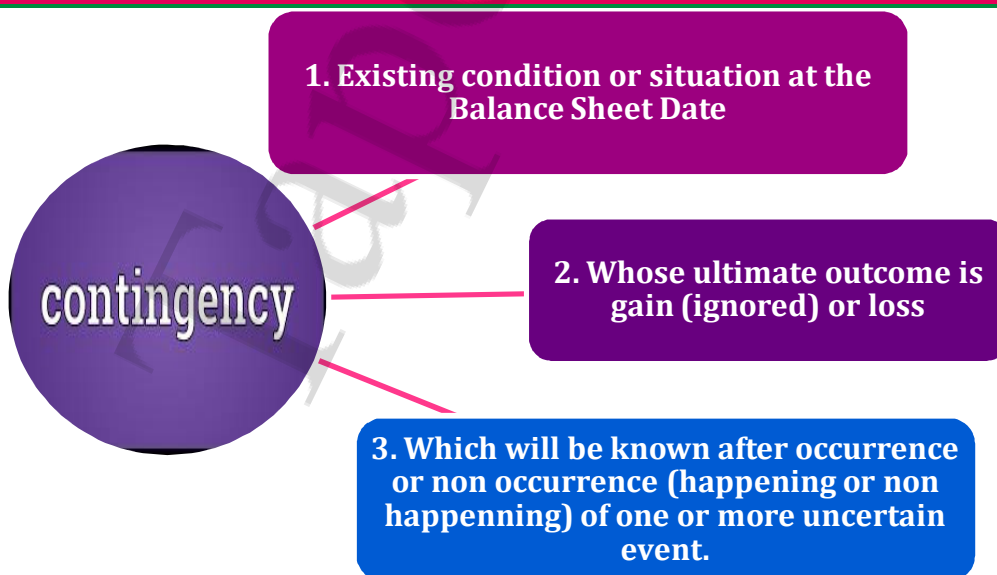 1. Existing condition or situation at the
Balance Sheet Date
contingency
2. Whose ultimate outcome is
gain (ignored) or loss
3. Which will be known after occurrence
or non occurrence (happening or non
happenning) of one or more uncertain
event.